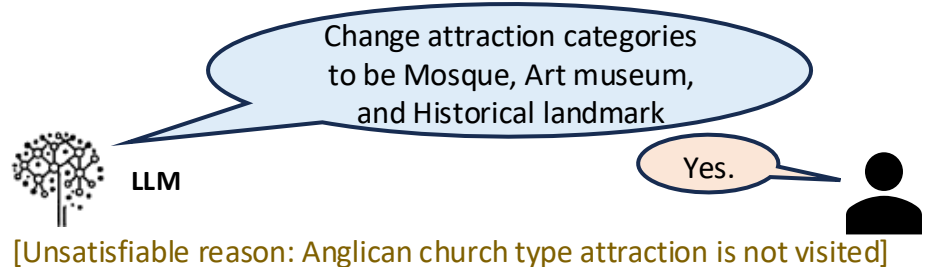 Change attraction categories
to be Mosque, Art museum,
and Historical landmark
Yes.
LLM
[Unsatisfiable reason: Anglican church type attraction is not visited]